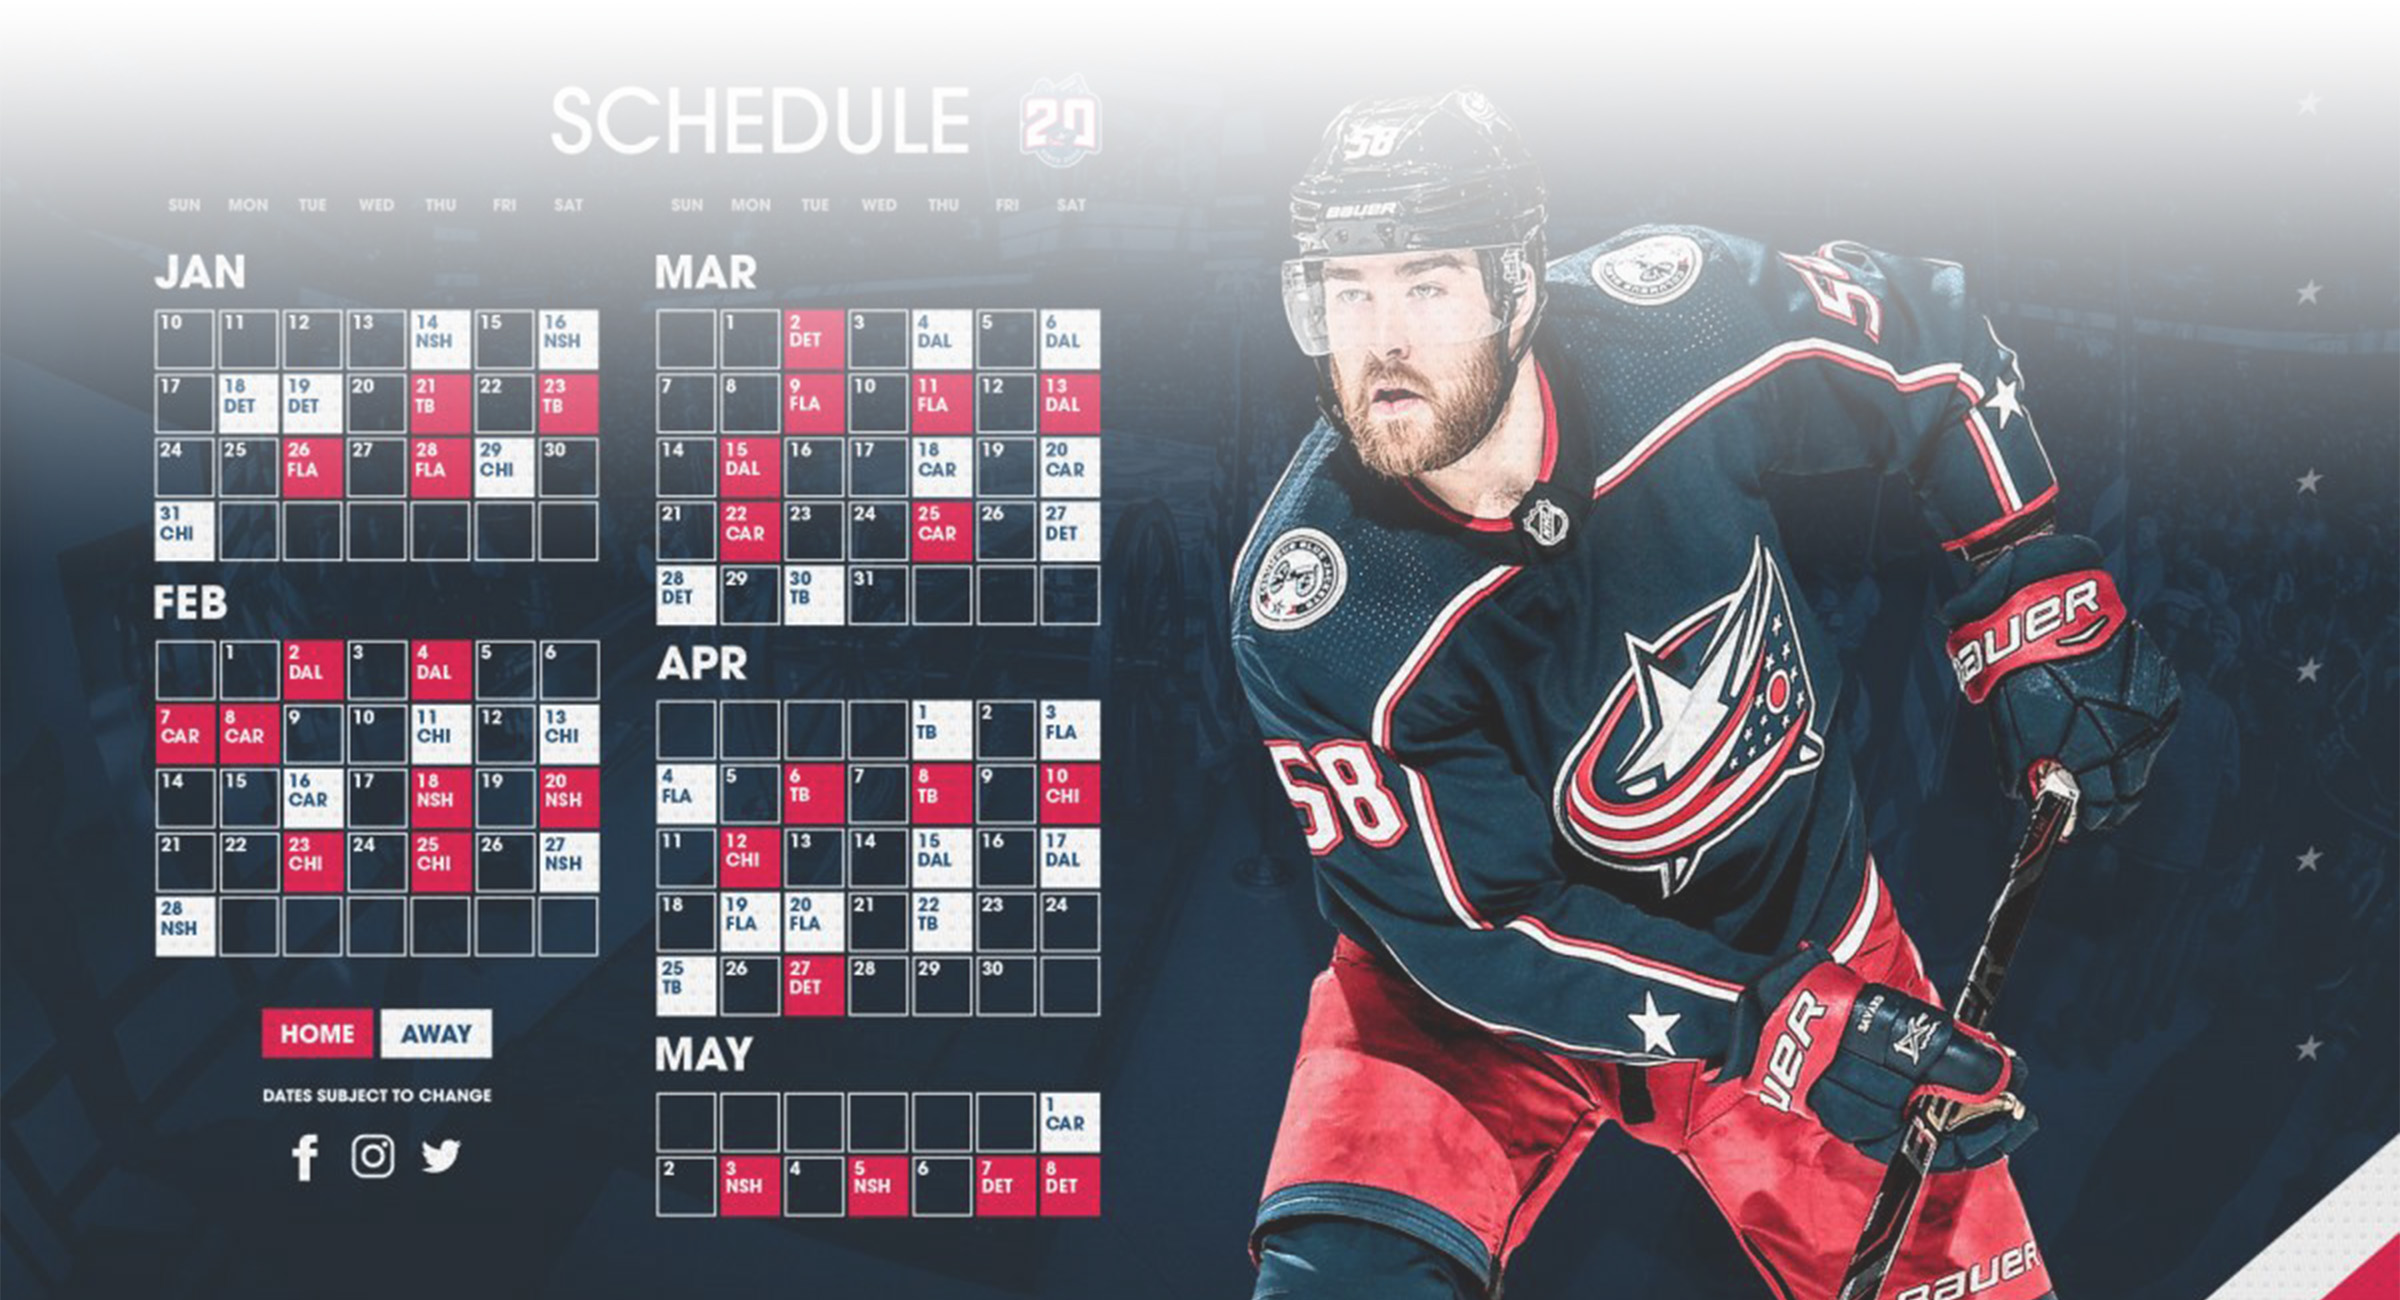 SCHEDULE 20
SUN MON TUE WED THU FRI SAT
JAN
10 11 12 13 14 NSH 15 16 NSH
17 18 DET 19 DET 20 21 TB 22 23 TB
24 25 26 FLA 27 28 FLA 29 CHI 30
31 CHI
FEB
1 2 DAL 3 4 DAL 5 6
7 CAR 8 CAR 9 10 11 CHI 12 13 CHI
14 15 16 CAR 17 18 NSH 19 20 NSH
21 22 23 CHI 24 25 CHI 26 27 NSH
28 NSH
HOME AWAY
DATES SUBJECT TO CHANGE
SUN MON TUE WED THU FRI SAT
MAR
1 2 DET 3 4 DAL 5 6 DAL
7 8 9 FLA 10 11 FLA 12 13 DAL
14 15 DAL 16 17 18 CAR 19 20 CAR
21 22 CAR 23 24 25 CAR 26 27 DET
28 DET 29 30 TB 31
APR
1 TB 2 3 FLA
4 FLA 5 6 TB 7 8 TB 9 10 CHI
11 12 CHI 13 14 15 DAL 16 17 DAL
18 19 FLA 20 FLA 21 22 TB 23 24
25 TB 26 27 DET 28 29 30
MAY
1 CAR
2 3 NSH 4 5 NSH 6 7 DET 8 DET
58
BAUER
NHL
58
BAUER
SAVARD
BAUER